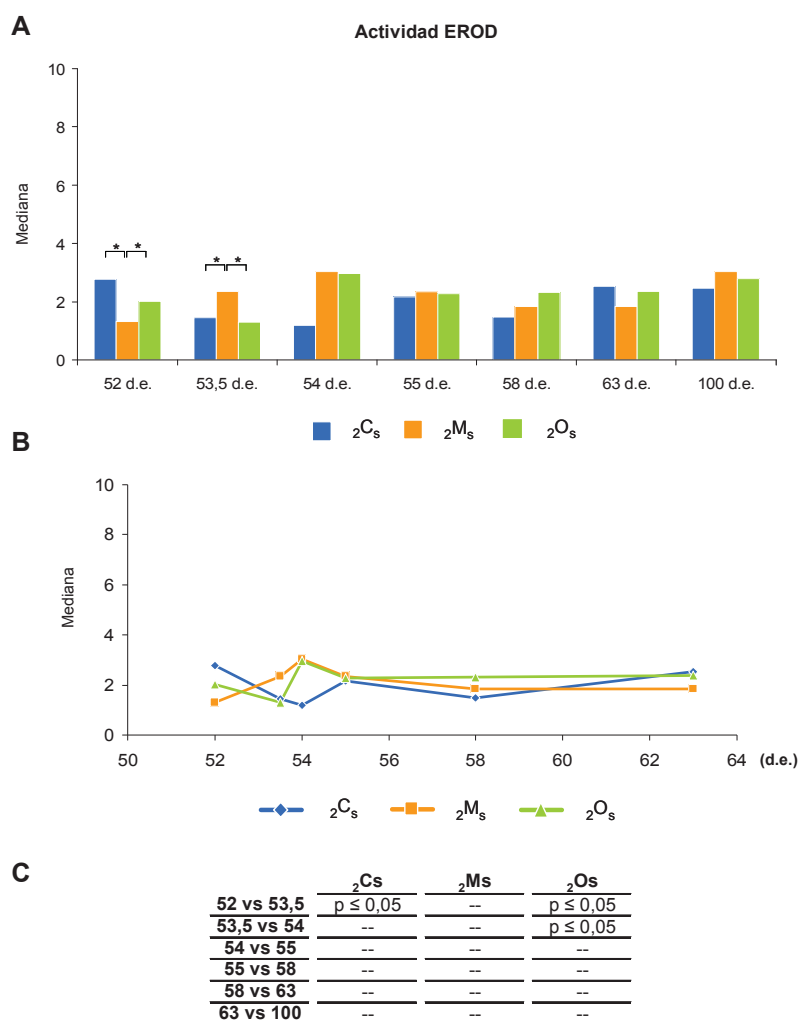 A
Actividad EROD
10
8
6
4
2
0
Mediana
* *
* *
52 d.e. 53,5 d.e. 54 d.e. 55 d.e. 58 d.e. 63 d.e. 100 d.e.
₂Cₛ ₂Mₛ ₂Oₛ
B
10
8
6
4
2
0
Mediana
50 52 54 56 58 60 62 64 (d.e.)
₂Cₛ ₂Mₛ ₂Oₛ
C
₂Cs ₂Ms ₂Os
52 vs 53,5 p ≤ 0,05 -- p ≤ 0,05
53,5 vs 54 -- -- p ≤ 0,05
54 vs 55 -- -- --
55 vs 58 -- -- --
58 vs 63 -- -- --
63 vs 100 -- -- --